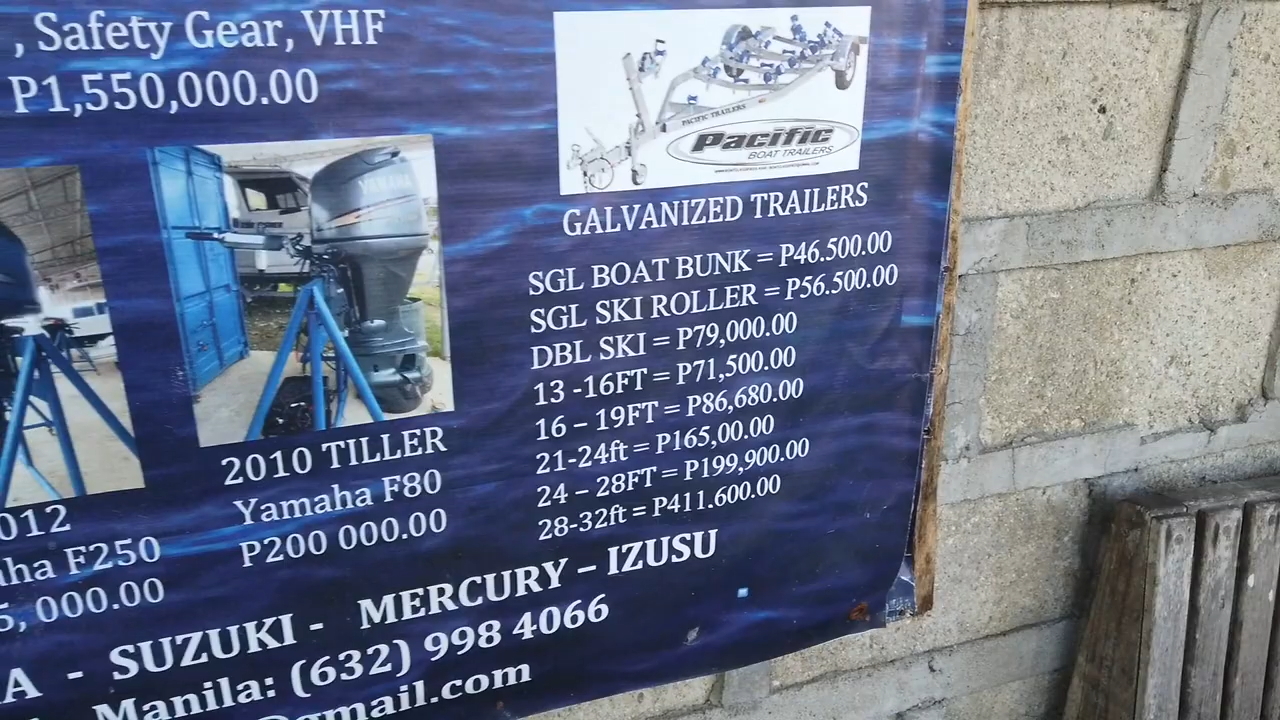 , Safety Gear, VHF
P1,550,000.00
PACIFIC TRAILERS
Pacific
BOAT TRAILERS
GALVANIZED TRAILERS
SGL BOAT BUNK = P46.500.00
SGL SKI ROLLER = P56.500.00
DBL SKI = P79,000.00
13 -16FT = P71,500.00
16 – 19FT = P86,680.00
21-24ft = P165,00.00
24 – 28FT = P199,900.00
28-32ft = P411.600.00
YAMAHA
2010 TILLER
Yamaha F80
P200 000.00
012
aha F250
5, 000.00
A - SUZUKI - MERCURY – IZUSU
Manila: (632) 998 4066
@gmail.com